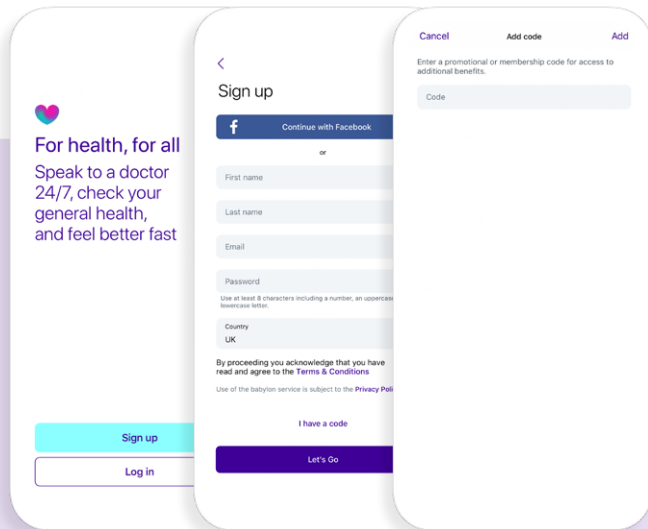 For health, for all
Speak to a doctor
24/7, check your
general health,
and feel better fast
Sign up
Log in
Sign up
f
Continue with Facebook
or
First name
Last name
Email
Password
Use at least 8 characters including a number, an uppercase
lowercase letter.
Country
UK
By proceeding you acknowledge that you have
read and agree to the Terms & Conditions
Use of the babylon service is subject to the Privacy
I have a code
Let's Go
Cancel
Add code
Add
Enter a promotional or membership code for access to
additional benefits.
Code